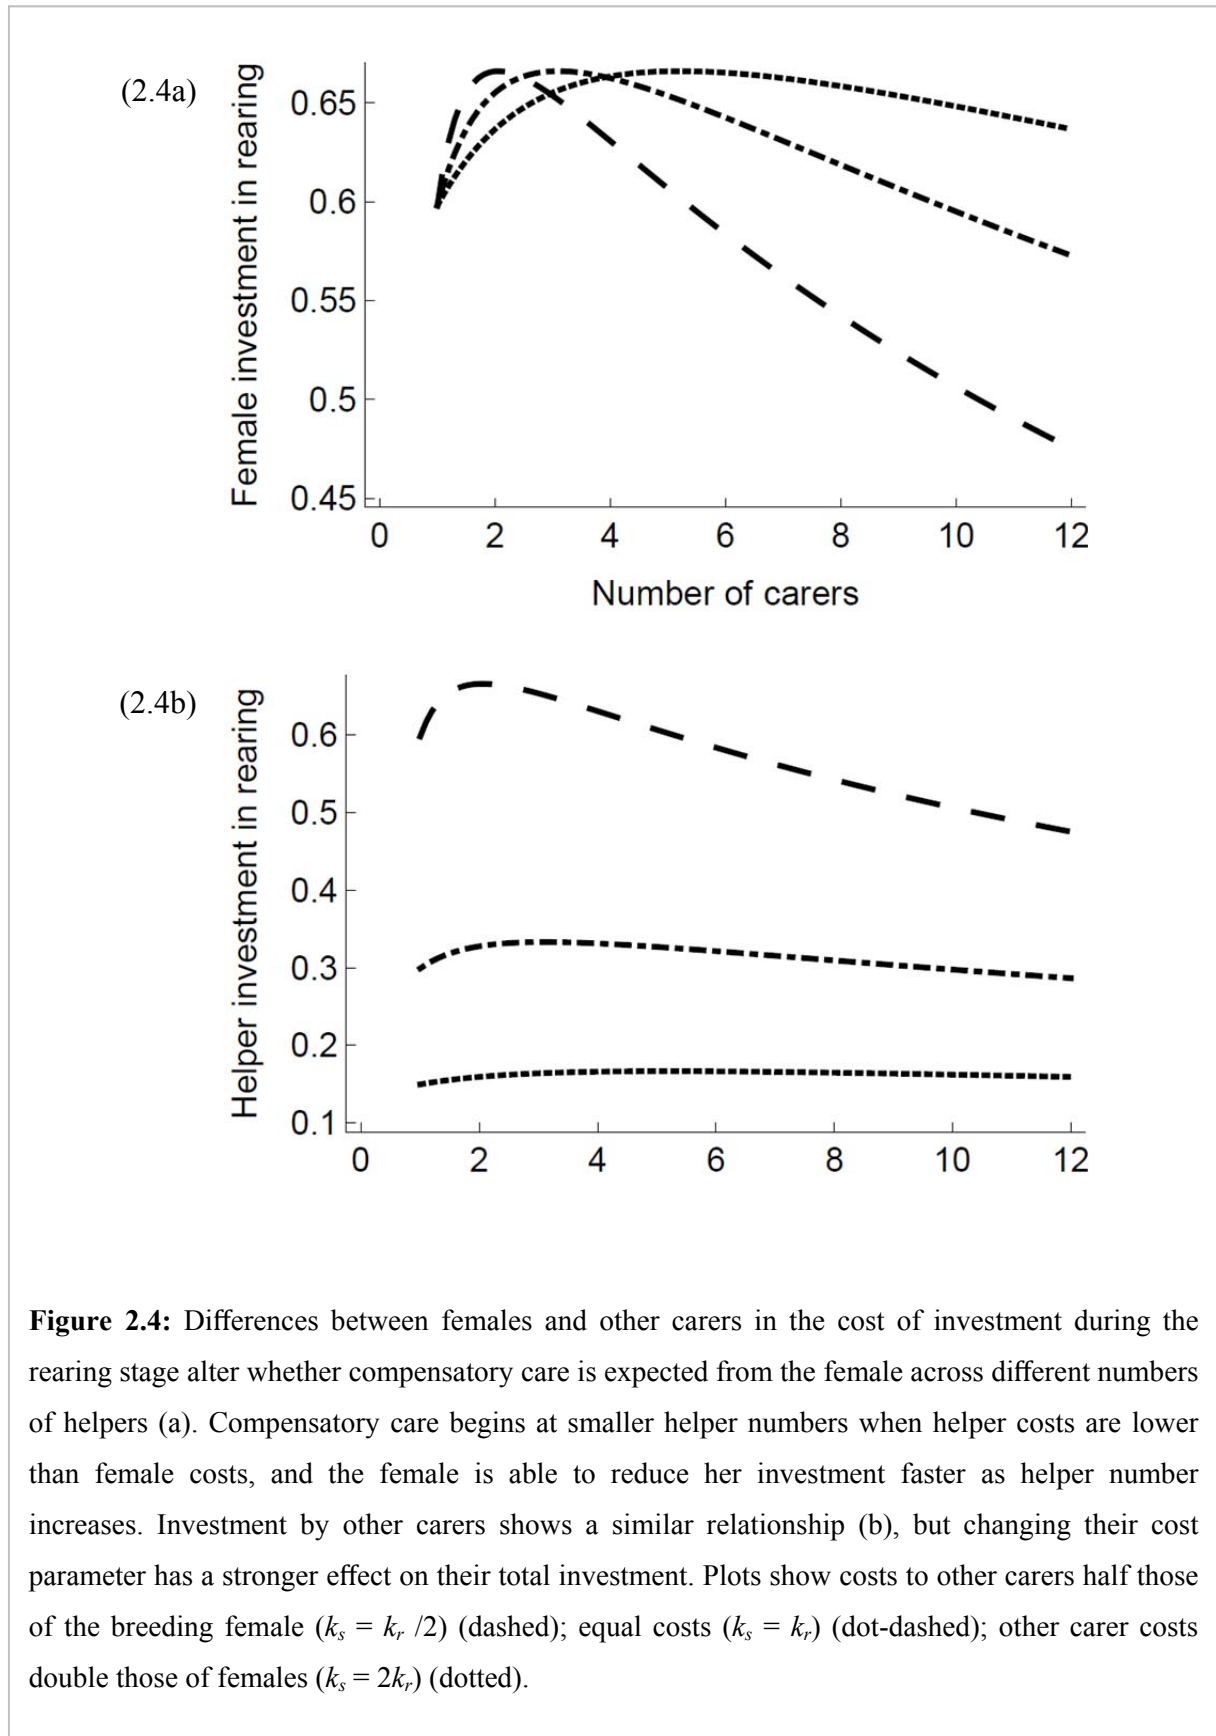 (2.4a)
Female investment in rearing
0.65
0.6
0.55
0.5
0.45
0 2 4 6 8 10 12
Number of carers
(2.4b)
Helper investment in rearing
0.6
0.5
0.4
0.3
0.2
0.1
0 2 4 6 8 10 12
Figure 2.4: Differences between females and other carers in the cost of investment during the
rearing stage alter whether compensatory care is expected from the female across different numbers
of helpers (a). Compensatory care begins at smaller helper numbers when helper costs are lower
than female costs, and the female is able to reduce her investment faster as helper number
increases. Investment by other carers shows a similar relationship (b), but changing their cost
parameter has a stronger effect on their total investment. Plots show costs to other carers half those
of the breeding female (kₛ = kᵣ /2) (dashed); equal costs (kₛ = kᵣ) (dot-dashed); other carer costs
double those of females (kₛ = 2kᵣ) (dotted).